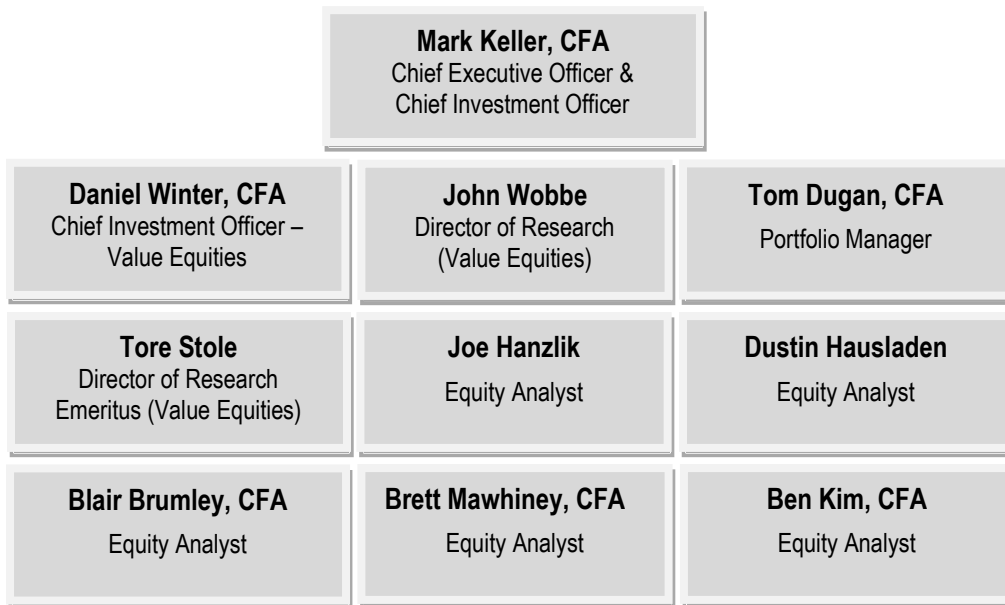 Mark Keller, CFA
Chief Executive Officer &
Chief Investment Officer
Daniel Winter, CFA
Chief Investment Officer –
Value Equities
John Wobbe
Director of Research
(Value Equities)
Tom Dugan, CFA
Portfolio Manager
Tore Stole
Director of Research
Emeritus (Value Equities)
Joe Hanzlik
Equity Analyst
Dustin Hausladen
Equity Analyst
Blair Brumley, CFA
Equity Analyst
Brett Mawhiney, CFA
Equity Analyst
Ben Kim, CFA
Equity Analyst